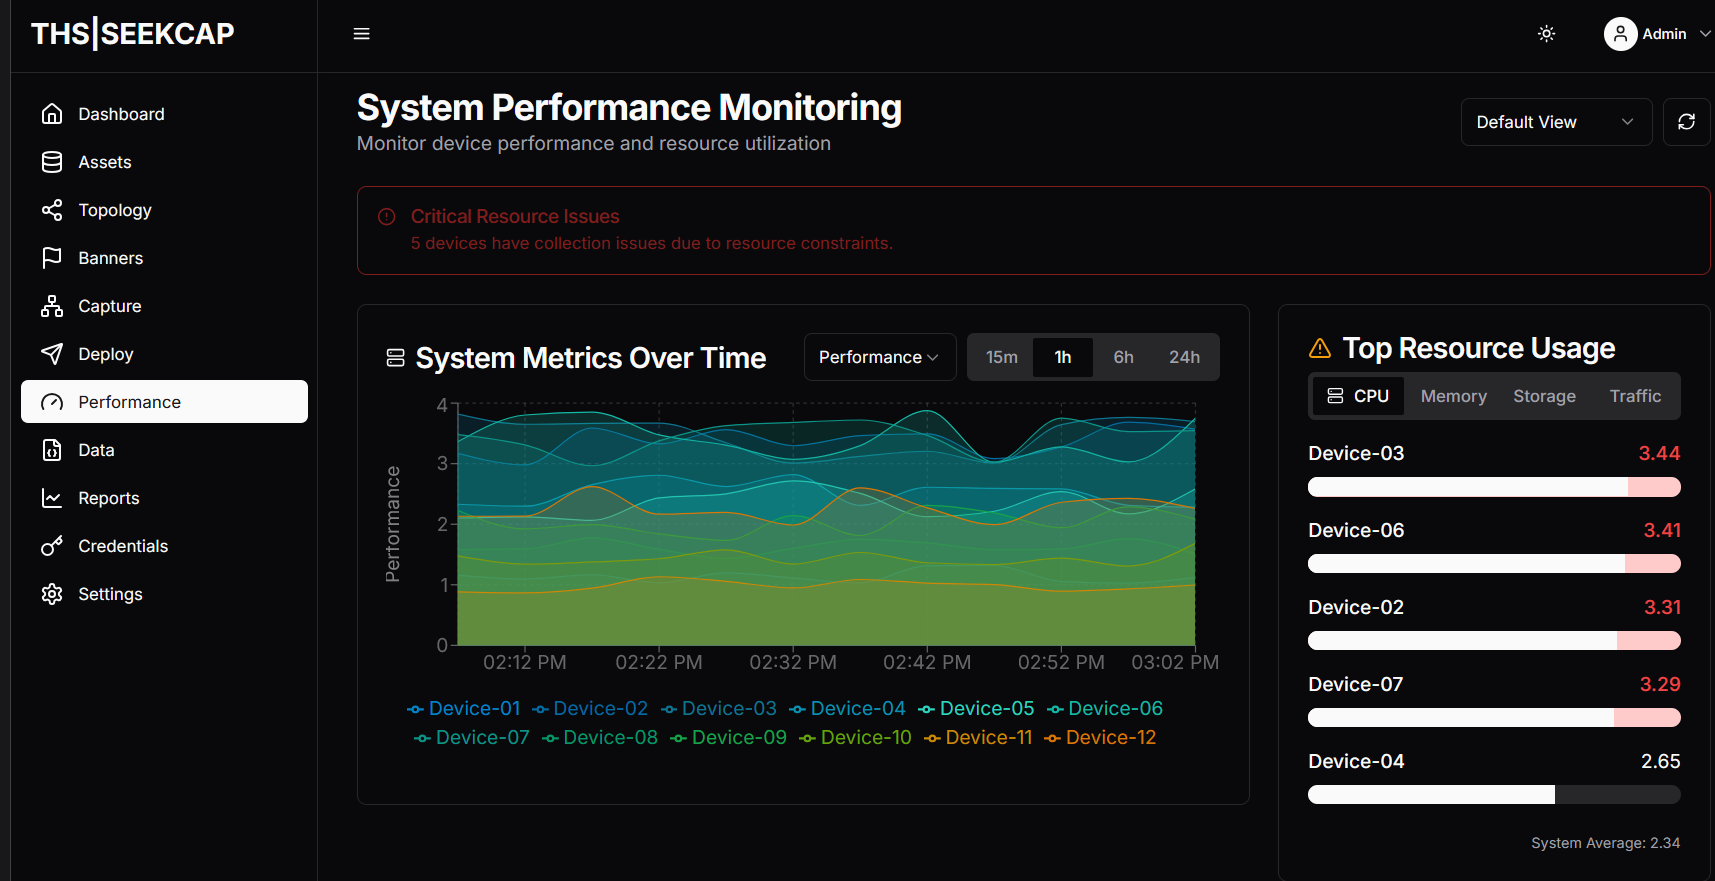 THS|SEEKCAP
Admin
Dashboard
Assets
Topology
Banners
Capture
Deploy
Performance
Data
Reports
Credentials
Settings
System Performance Monitoring
Monitor device performance and resource utilization
Default View
Critical Resource Issues
5 devices have collection issues due to resource constraints.
System Metrics Over Time
Performance
15m 1h 6h 24h
Performance
4
3
2
1
0
02:12 PM 02:22 PM 02:32 PM 02:42 PM 02:52 PM 03:02 PM
Device-01 Device-02 Device-03 Device-04 Device-05 Device-06
Device-07 Device-08 Device-09 Device-10 Device-11 Device-12
Top Resource Usage
CPU Memory Storage Traffic
Device-03 3.44
Device-06 3.41
Device-02 3.31
Device-07 3.29
Device-04 2.65
System Average: 2.34